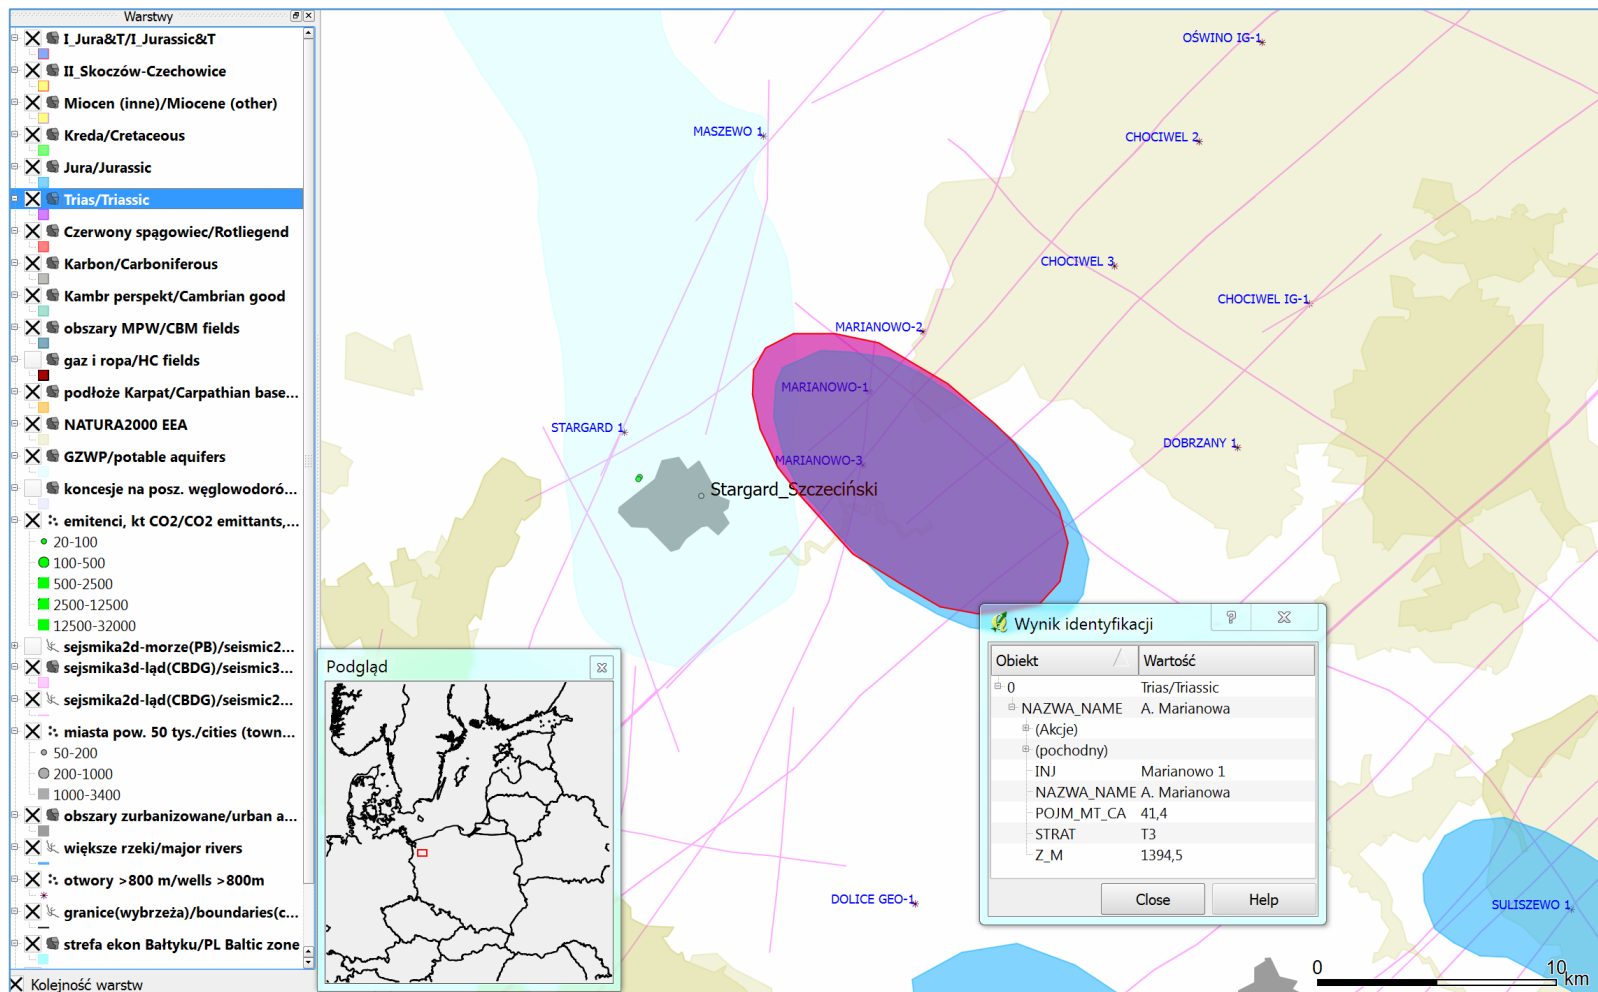 Warstwy
I_Jura&T/I_Jurassic&T
II_Skoczów-Czechowice
Miocen (inne)/Miocene (other)
Kreda/Cretaceous
Jura/Jurassic
Trias/Triassic
Czerwony spągowiec/Rotliegend
Karbon/Carboniferous
Kambr perspekt/Cambrian good
obszary MPW/CBM fields
gaz i ropa/HC fields
podłoże Karpat/Carpathian base...
NATURA2000 EEA
GZWP/potable aquifers
koncesje na posz. węglowodoró...
emitenci, kt CO2/CO2 emittants,...
20-100
100-500
500-2500
2500-12500
12500-32000
sejsmika2d-morze(PB)/seismic2...
sejsmika3d-ląd(CBDG)/seismic3...
sejsmika2d-ląd(CBDG)/seismic2...
miasta pow. 50 tys./cities (town...
50-200
200-1000
1000-3400
obszary zurbanizowane/urban a...
większe rzeki/major rivers
otwory >800 m/wells >800m
granice(wybrzeża)/boundaries(c...
strefa ekon Bałtyku/PL Baltic zone
Kolejność warstw
OŚWINO IG-1
MASZEWO 1
CHOCIWEL 2
CHOCIWEL 3
CHOCIWEL IG-1
MARIANOWO-2
MARIANOWO-1
STARGARD 1
DOBRZANY 1
MARIANOWO-3
Stargard_Szczeciński
DOLICE GEO-1
SULISZEWO 1
Podgląd
Wynik identyfikacji
Obiekt Wartość
0 Trias/Triassic
NAZWA_NAME A. Marianowa
(Akcje)
(pochodny)
INJ Marianowo 1
NAZWA_NAME A. Marianowa
POJM_MT_CA 41,4
STRAT T3
Z_M 1394,5
Close Help
0 10 km